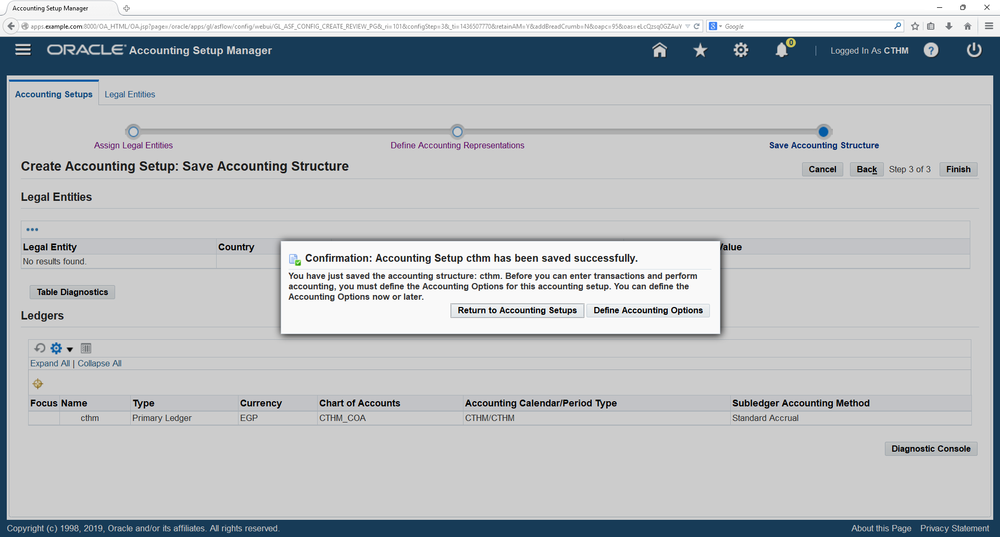 Accounting Setup Manager
apps.example.com:8000/OA_HTML/OA.jsp?page=/oracle/apps/gl/asflow/config/webui/GL_ASF_CONFIG_CREATE_REVIEW_PG&_ri=101&configStep=3&_ti=1436507770&retainAM=Y&addBreadCrumb=N&oapc=95&oas=eLcQzsq0GZAuY
8 Google
ORACLE Accounting Setup Manager
0
Logged In As CTHM
?
Accounting Setups
Legal Entities
Assign Legal Entities
Define Accounting Representations
Save Accounting Structure
Create Accounting Setup: Save Accounting Structure
Cancel Back Step 3 of 3 Finish
Legal Entities
Legal Entity Country Value
No results found.
Confirmation: Accounting Setup cthm has been saved successfully.
You have just saved the accounting structure: cthm. Before you can enter transactions and perform
accounting, you must define the Accounting Options for this accounting setup. You can define the
Accounting Options now or later.
Return to Accounting Setups Define Accounting Options
Table Diagnostics
Ledgers
Expand All | Collapse All
Focus Name Type Currency Chart of Accounts Accounting Calendar/Period Type Subledger Accounting Method
cthm Primary Ledger EGP CTHM_COA CTHM/CTHM Standard Accrual
Diagnostic Console
Copyright (c) 1998, 2019, Oracle and/or its affiliates. All rights reserved.
About this Page Privacy Statement